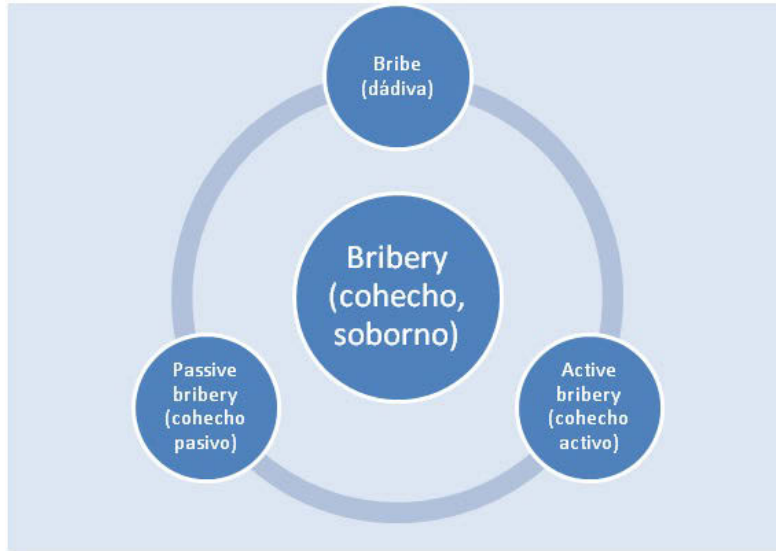 Bribe
(dádiva)
Bribery
(cohecho,
soborno)
Passive
bribery
(cohecho
pasivo)
Active
bribery
(cohecho
activo)